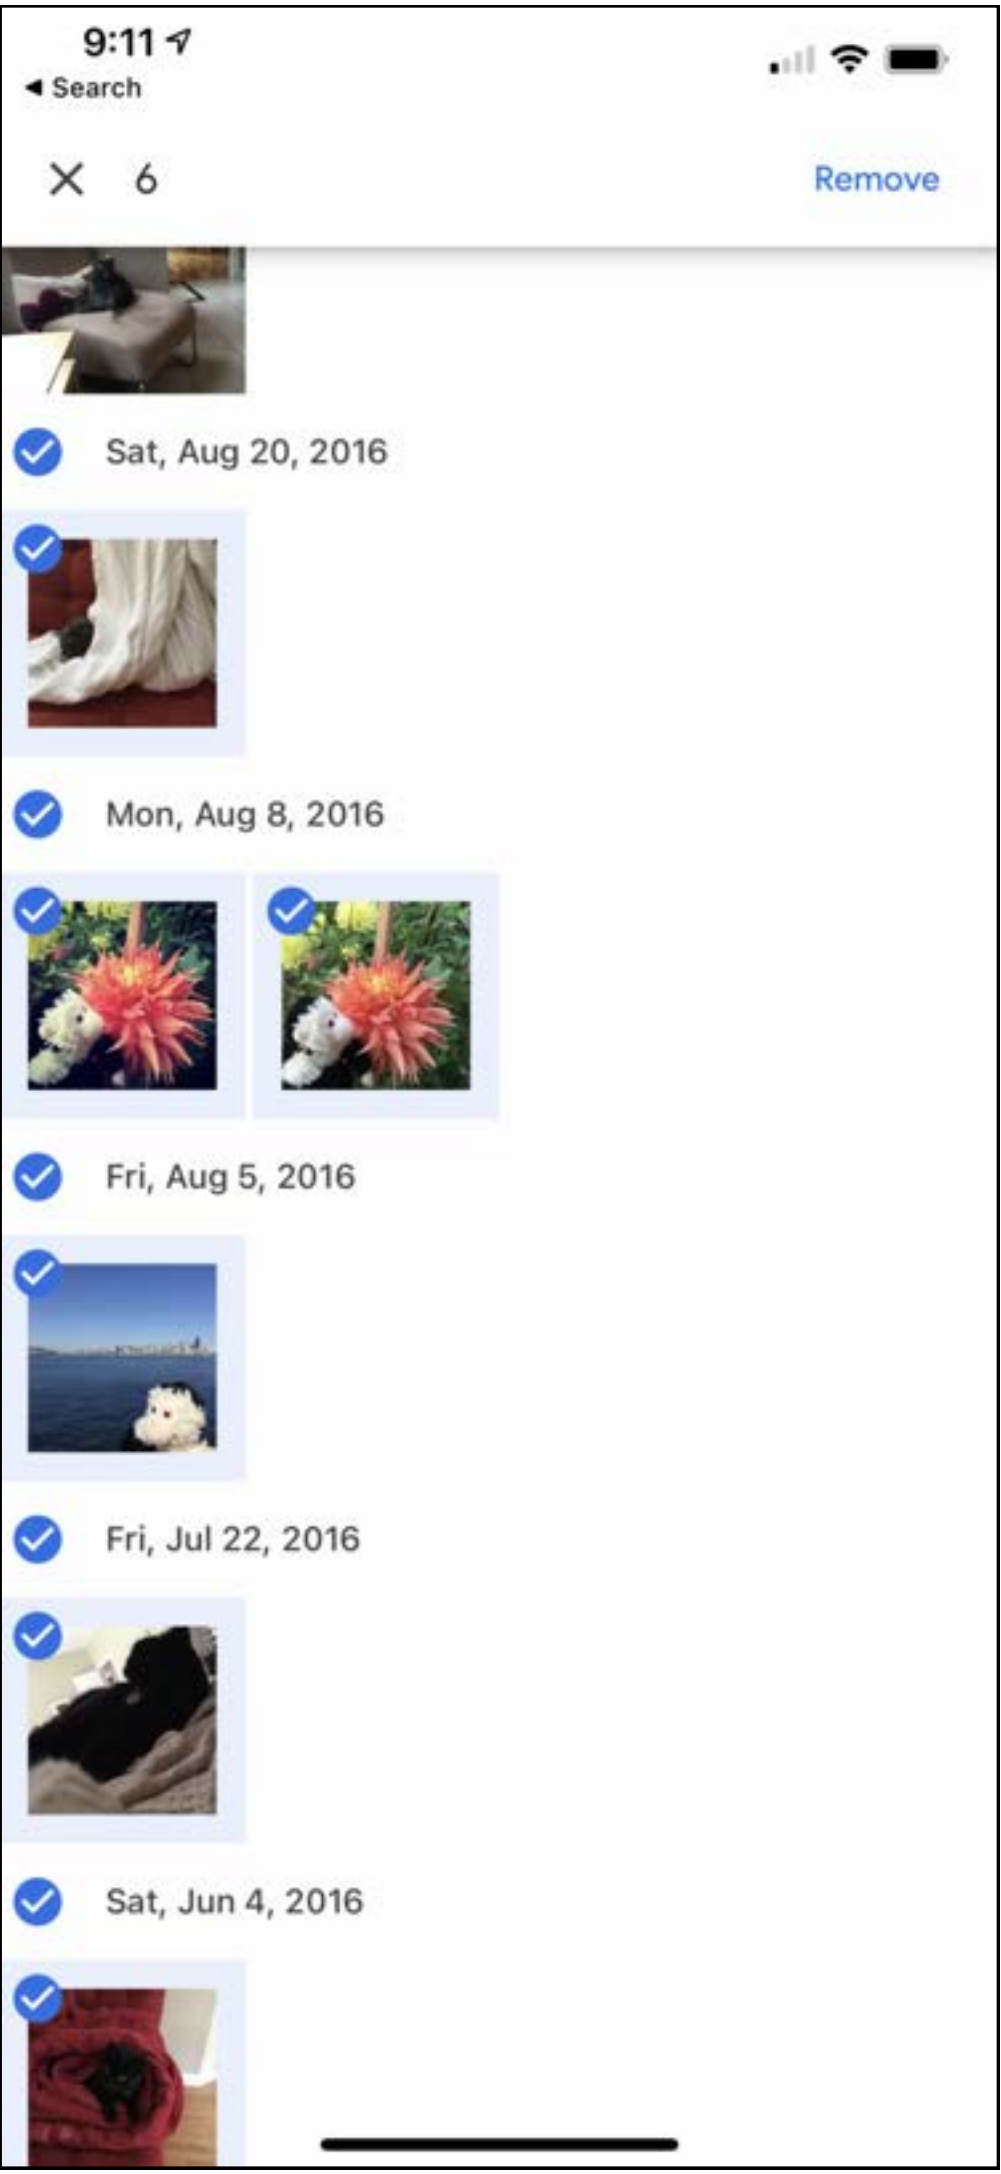 9:11
◀ Search
6
Remove
Sat, Aug 20, 2016
Mon, Aug 8, 2016
Fri, Aug 5, 2016
Fri, Jul 22, 2016
Sat, Jun 4, 2016